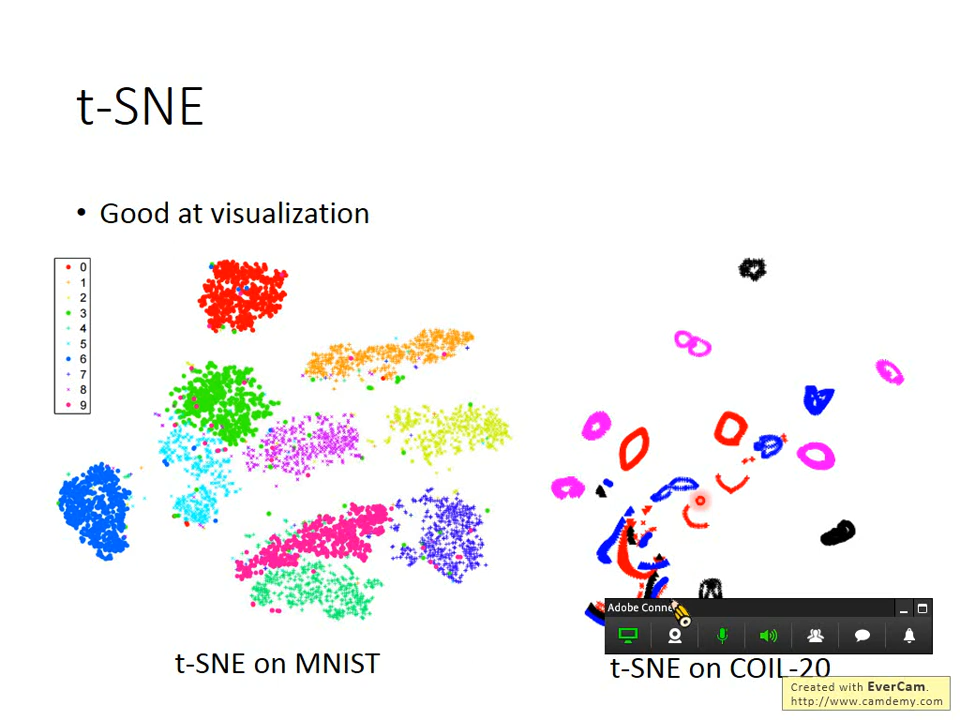 t-SNE
• Good at visualization
0
1
2
3
4
5
6
7
8
9
Adobe Conne
t-SNE on MNIST
t-SNE on COIL-20
Created with EverCam.
http://www.camdemy.com